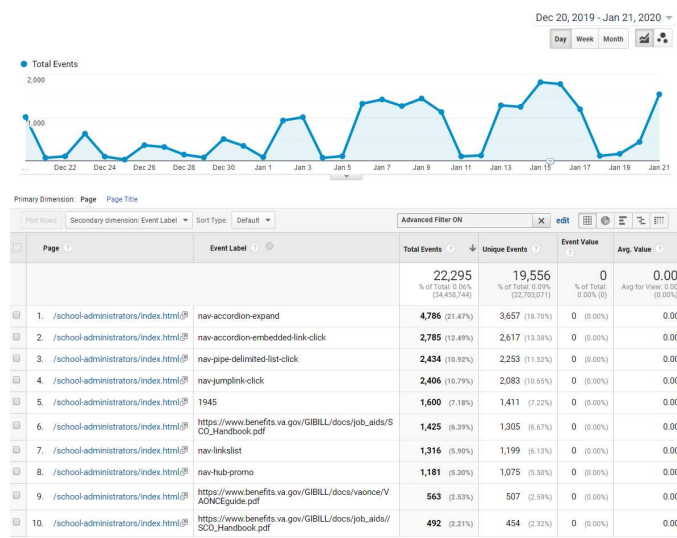 Dec 20, 2019 - Jan 21, 2020
Day Week Month
Total Events
2,000
1,000
... Dec 22 Dec 24 Dec 26 Dec 28 Dec 30 Jan 1 Jan 3 Jan 5 Jan 7 Jan 9 Jan 11 Jan 13 Jan 15 Jan 17 Jan 19 Jan 21
Primary Dimension: Page Page Title
Plot Rows Secondary dimension: Event Label Sort Type: Default Advanced Filter ON edit
Page Event Label Total Events Unique Events Event Value Avg. Value
22,295 19,556 0 0.00
% of Total: 0.06% % of Total: 0.09% % of Total: Avg for View: 0.00
(34,458,744) (22,703,071) 0.00% (0) (0.00%)
1. /school-administrators/index.html nav-accordion-expand 4,786 (21.47%) 3,657 (18.70%) 0 (0.00%) 0.00
2. /school-administrators/index.html nav-accordion-embedded-link-click 2,785 (12.49%) 2,617 (13.38%) 0 (0.00%) 0.00
3. /school-administrators/index.html nav-pipe-delimited-list-click 2,434 (10.92%) 2,253 (11.52%) 0 (0.00%) 0.00
4. /school-administrators/index.html nav-jumplink-click 2,406 (10.79%) 2,083 (10.65%) 0 (0.00%) 0.00
5. /school-administrators/index.html 1945 1,600 (7.18%) 1,411 (7.22%) 0 (0.00%) 0.00
6. /school-administrators/index.html https://www.benefits.va.gov/GIBILL/docs/job_aids/S
CO_Handbook.pdf 1,425 (6.39%) 1,305 (6.67%) 0 (0.00%) 0.00
7. /school-administrators/index.html nav-linkslist 1,316 (5.90%) 1,199 (6.13%) 0 (0.00%) 0.00
8. /school-administrators/index.html nav-hub-promo 1,181 (5.30%) 1,075 (5.50%) 0 (0.00%) 0.00
9. /school-administrators/index.html https://www.benefits.va.gov/GIBILL/docs/vaonce/V
AONCEguide.pdf 563 (2.53%) 507 (2.59%) 0 (0.00%) 0.00
10. /school-administrators/index.html https://www.benefits.va.gov/GIBILL/docs/job_aids//
SCO_Handbook.pdf 492 (2.21%) 454 (2.32%) 0 (0.00%) 0.00